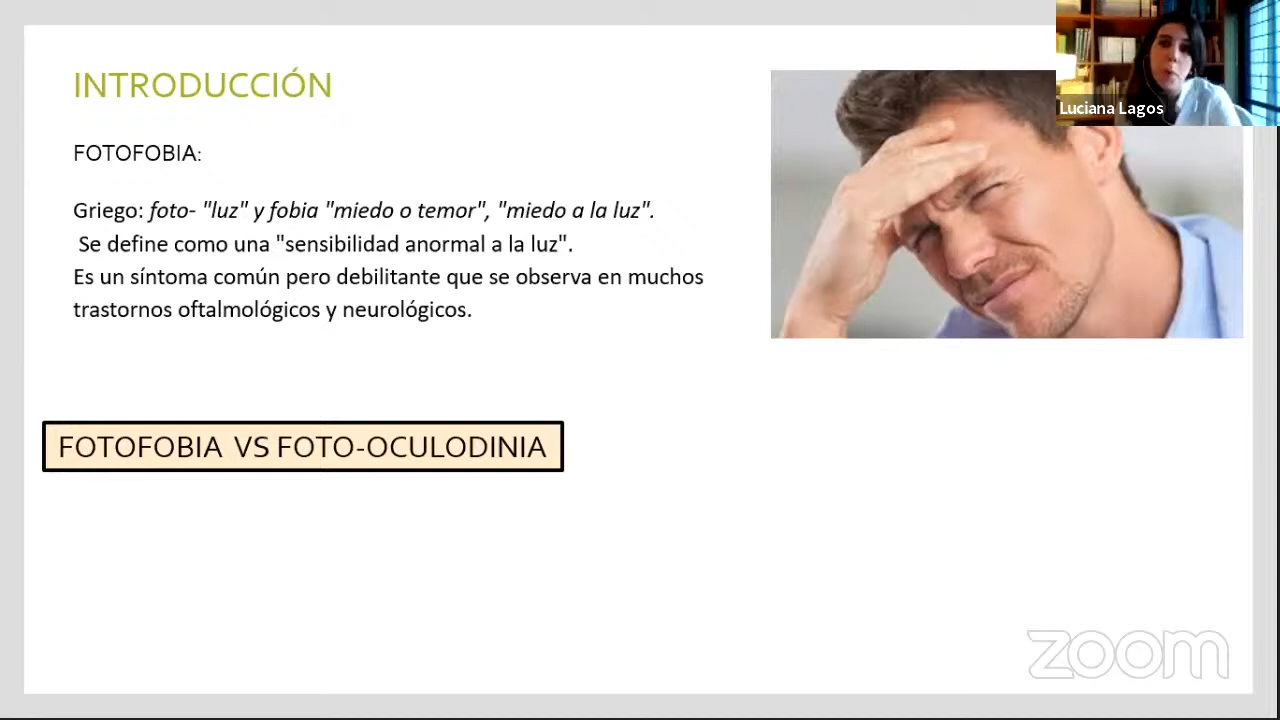 INTRODUCCIÓN
Luciana Lagos
FOTOFOBIA:
Griego: foto- "luz" y fobia "miedo o temor", "miedo a la luz".
Se define como una "sensibilidad anormal a la luz".
Es un síntoma común pero debilitante que se observa en muchos
trastornos oftalmológicos y neurológicos.
FOTOFOBIA VS FOTO-OCULODINIA
zoom